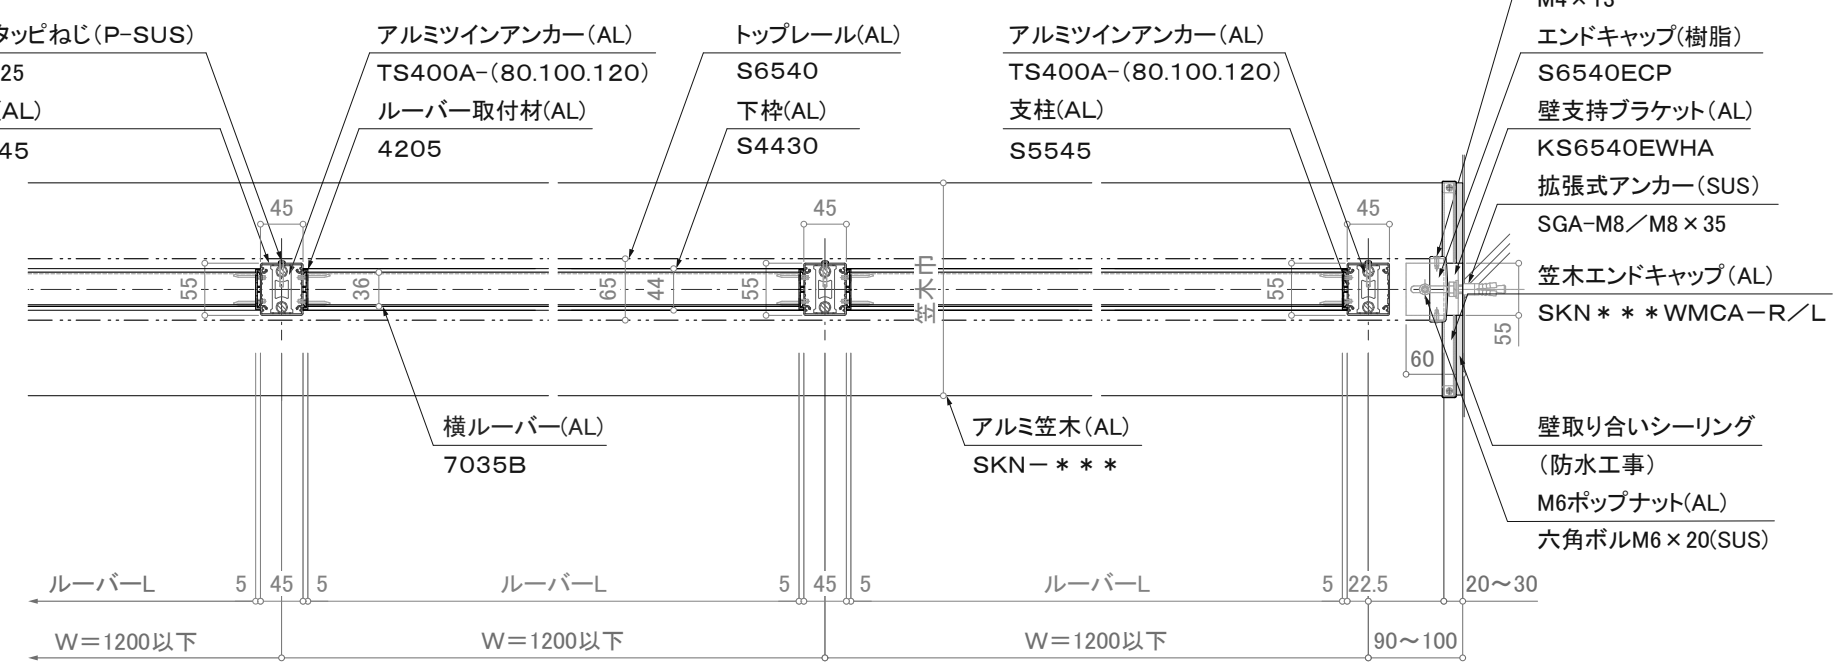 タッピねじ(P-SUS)
25
(AL)
45
アルミツインアンカー(AL)
TS400A-(80.100.120)
ルーバー取付材(AL)
4205
トップレール(AL)
S6540
下枠(AL)
S4430
アルミツインアンカー(AL)
TS400A-(80.100.120)
支柱(AL)
S5545
M4×13
エンドキャップ(樹脂)
S6540ECP
壁支持ブラケット(AL)
KS6540EWHA
拡張式アンカー(SUS)
SGA-M8/M8×35
笠木エンドキャップ(AL)
SKN***WMCA-R/L
45
45
45
55
36
65
44
55
笠木巾
55
60
55
横ルーバー(AL)
7035B
アルミ笠木(AL)
SKN-***
壁取り合いシーリング
(防水工事)
M6ポップナット(AL)
六角ボルM6×20(SUS)
ルーバーL
5
45
5
ルーバーL
5
45
5
ルーバーL
5
22.5
20〜30
W=1200以下
W=1200以下
W=1200以下
90〜100